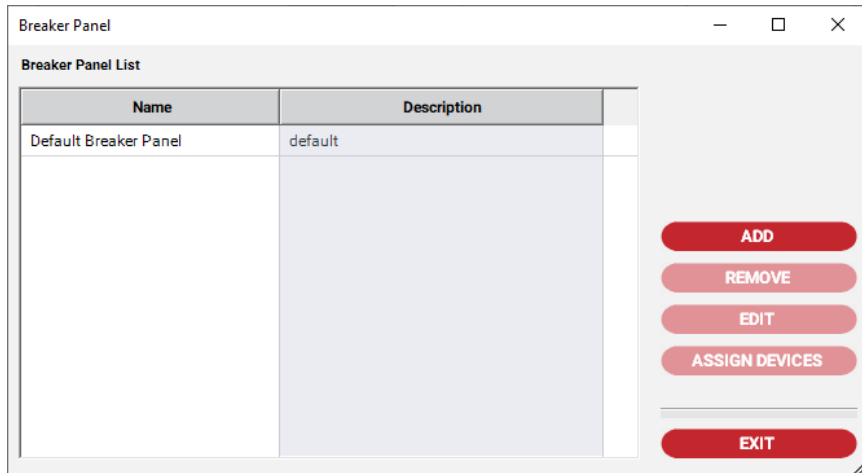 Breaker Panel
Breaker Panel List
Name Description
Default Breaker Panel default
ADD
REMOVE
EDIT
ASSIGN DEVICES
EXIT